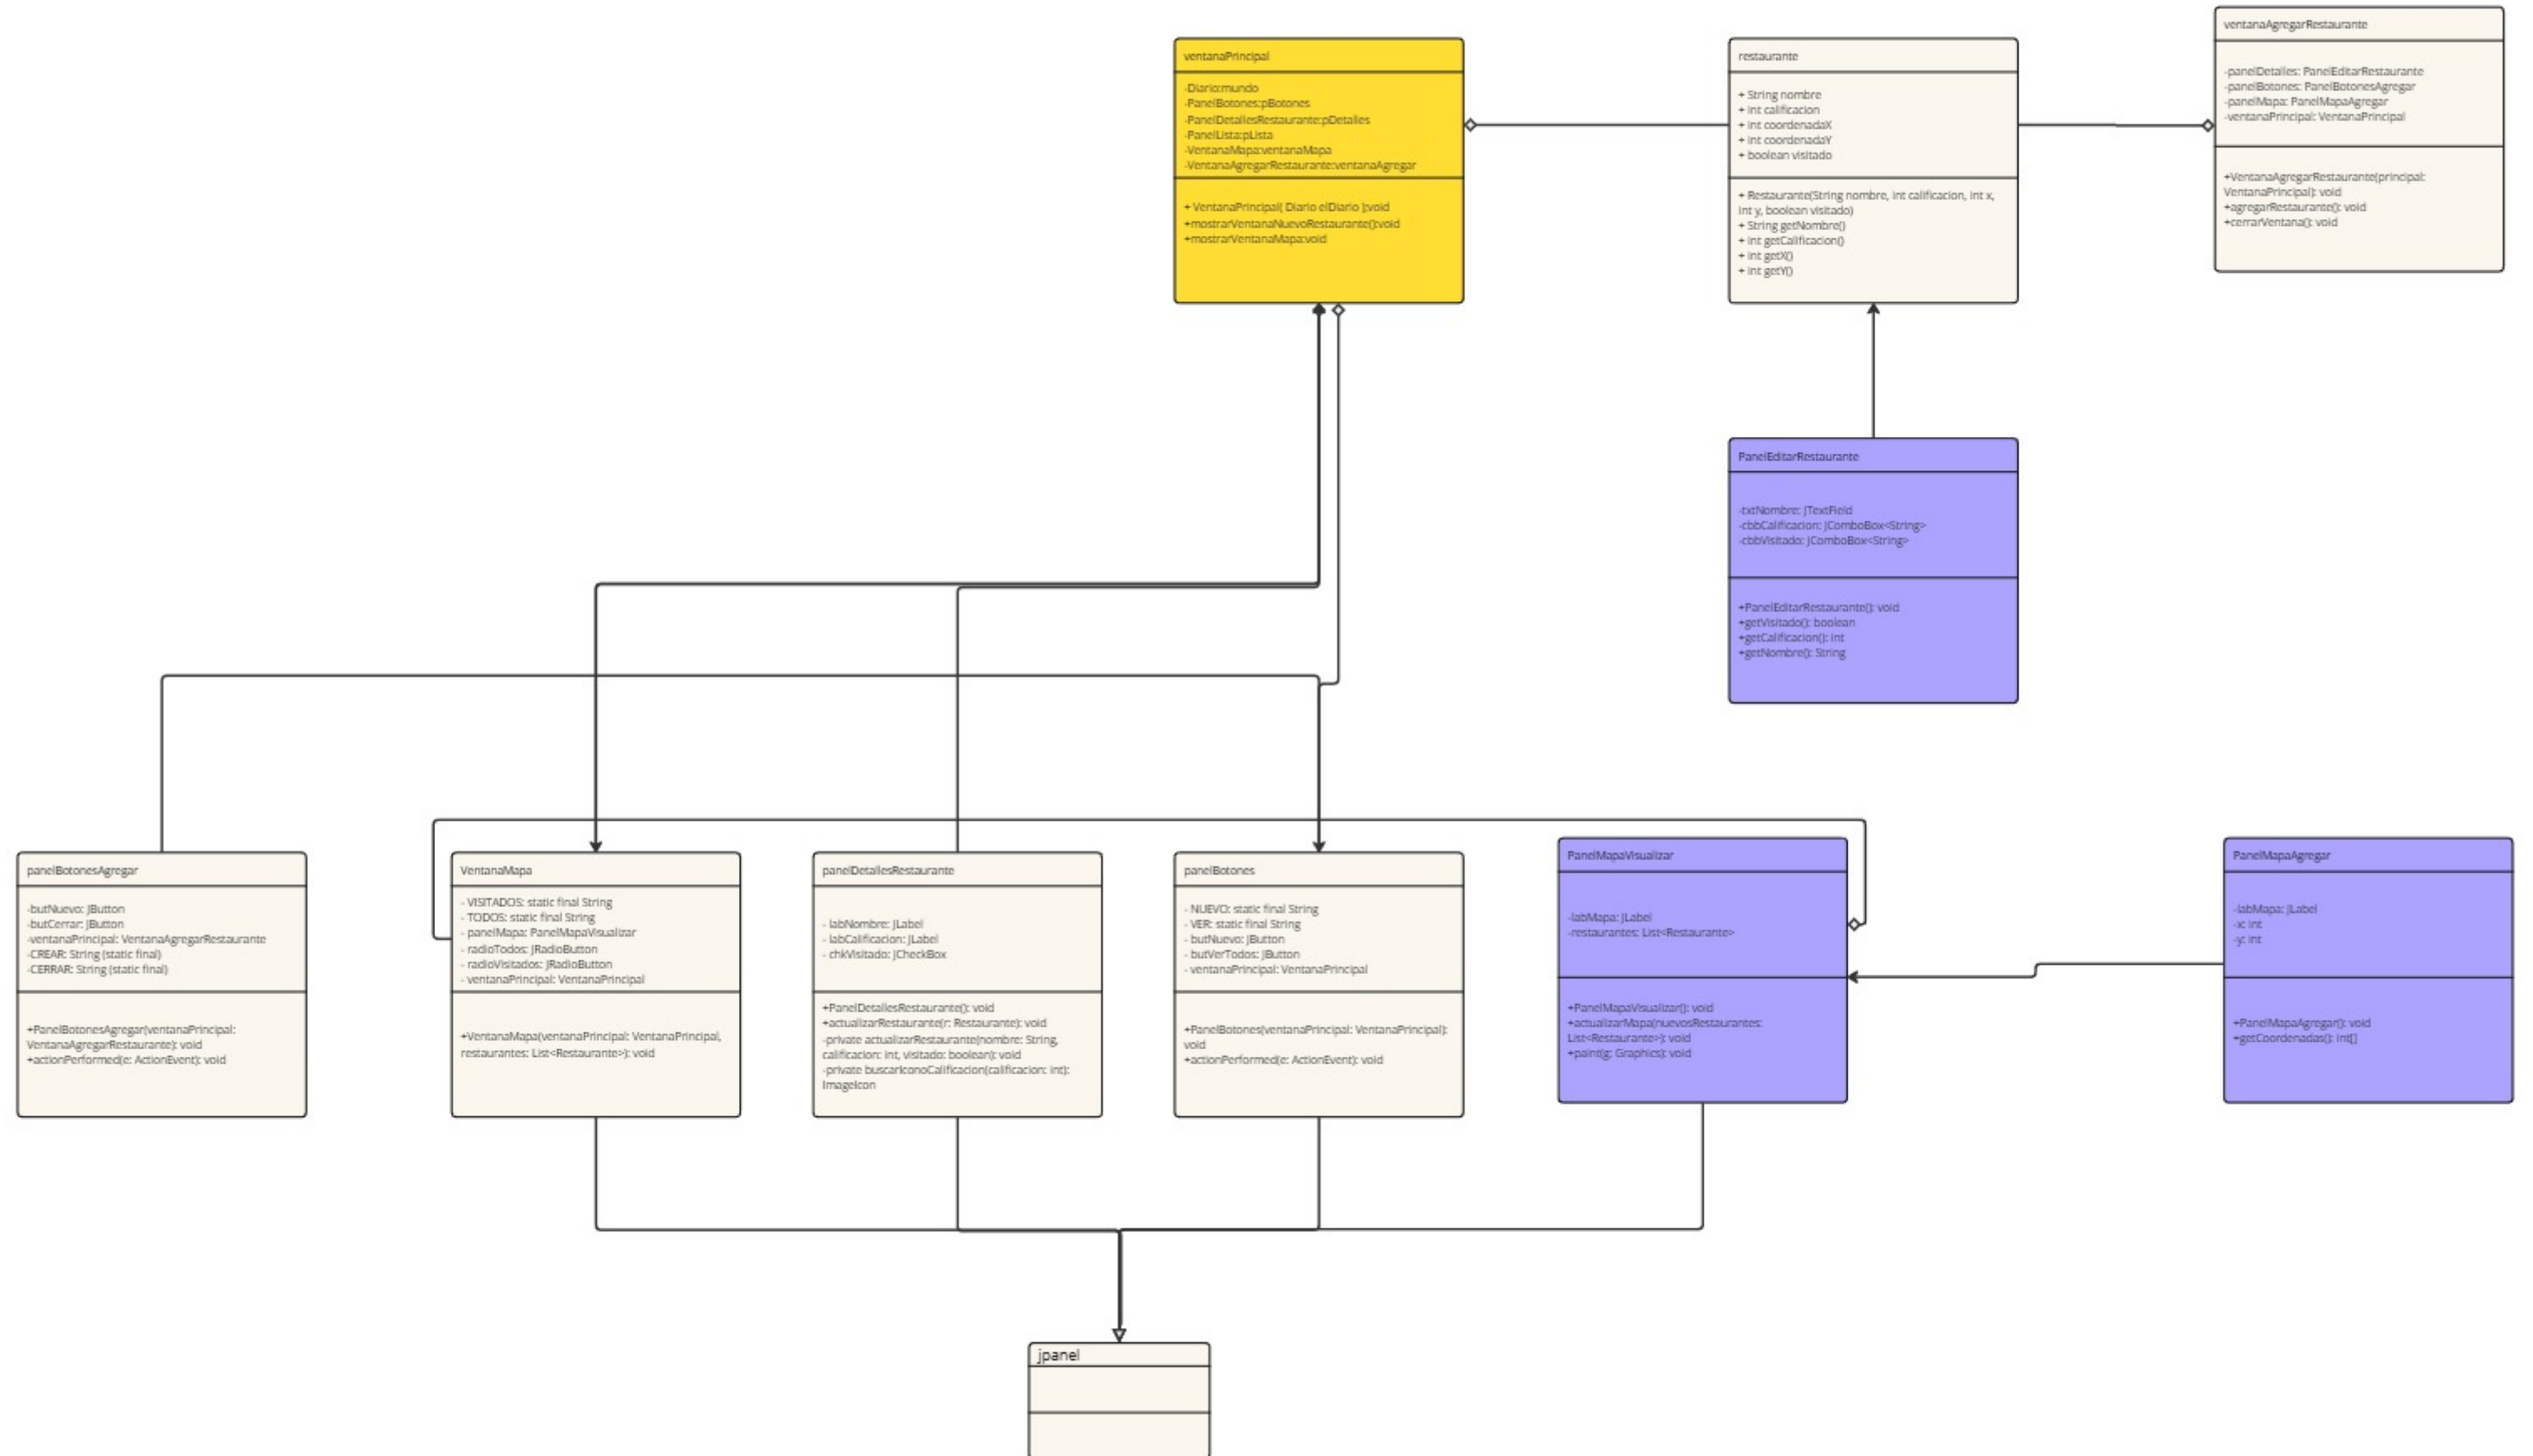 ventanaPrincipal
-Diario:mundo
-PanelBotones:pBotones
-PanelDetallesRestaurante:pDetalles
-PanelLista:pLista
-VentanaMapa:ventanaMapa
-VentanaAgregarRestaurante:ventanaAgregar
+ VentanaPrincipal( Diario elDiario ):void
+mostrarVentanaNuevoRestaurante():void
+mostrarVentanaMapa:void
restaurante
+ String nombre
+ int calificacion
+ int coordenadaX
+ int coordenadaY
+ boolean visitado
+ Restaurante(String nombre, int calificacion, int x,
int y, boolean visitado)
+ String getNombre()
+ int getCalificacion()
+ int getX()
+ int getY()
ventanaAgregarRestaurante
-panelDetalles: PanelEditarRestaurante
-panelBotones: PanelBotonesAgregar
-panelMapa: PanelMapaAgregar
-ventanaPrincipal: VentanaPrincipal
+VentanaAgregarRestaurante(principal:
VentanaPrincipal): void
+agregarRestaurante(): void
+cerrarVentana(): void
PanelEditarRestaurante
-txtNombre: JTextField
-cbbCalificacion: JComboBox<String>
-cbbVisitado: JComboBox<String>
+PanelEditarRestaurante(): void
+getVisitado(): boolean
+getCalificacion(): int
+getNombre(): String
panelBotonesAgregar
-butNuevo: JButton
-butCerrar: JButton
-ventanaPrincipal: VentanaAgregarRestaurante
-CREAR: String (static final)
-CERRAR: String (static final)
+PanelBotonesAgregar(ventanaPrincipal:
VentanaAgregarRestaurante): void
+actionPerformed(e: ActionEvent): void
VentanaMapa
- VISITADOS: static final String
- TODOS: static final String
- panelMapa: PanelMapaVisualizar
- radioTodos: JRadioButton
- radioVisitados: JRadioButton
- ventanaPrincipal: VentanaPrincipal
+VentanaMapa(ventanaPrincipal: VentanaPrincipal,
restaurantes: List<Restaurante>): void
panelDetallesRestaurante
- labNombre: JLabel
- labCalificacion: JLabel
- chkVisitado: JCheckBox
+PanelDetallesRestaurante(): void
+actualizarRestaurante(r: Restaurante): void
-private actualizarRestaurante(nombre: String,
calificacion: int, visitado: boolean): void
-private buscarIconoCalificacion(calificacion: int):
ImageIcon
panelBotones
- NUEVO: static final String
- VER: static final String
- butNuevo: JButton
- butVerTodos: JButton
- ventanaPrincipal: VentanaPrincipal
+PanelBotones(ventanaPrincipal: VentanaPrincipal):
void
+actionPerformed(e: ActionEvent): void
PanelMapaVisualizar
-labMapa: JLabel
-restaurantes: List<Restaurante>
+PanelMapaVisualizar(): void
+actualizarMapa(nuevosRestaurantes:
List<Restaurante>): void
+paint(g: Graphics): void
PanelMapaAgregar
-labMapa: JLabel
-x: int
-y: int
+PanelMapaAgregar(): void
+getCoordenadas(): int[]
jpanel